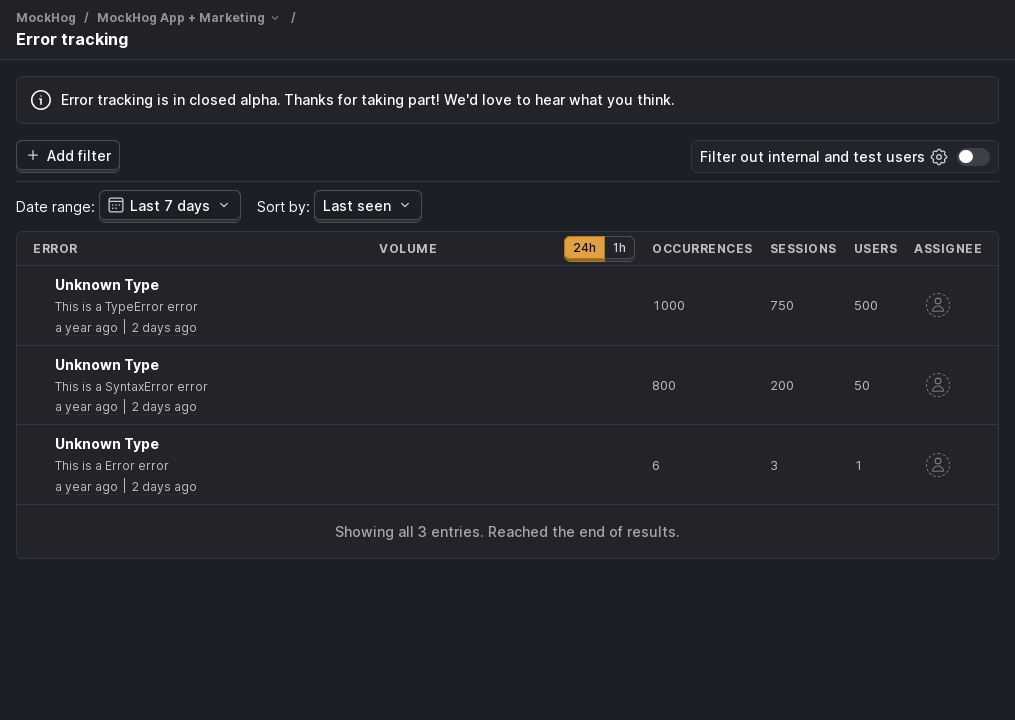 MockHog / MockHog App + Marketing /
Error tracking
Error tracking is in closed alpha. Thanks for taking part! We'd love to hear what you think.
Add filter
Filter out internal and test users
Date range: Last 7 days Sort by: Last seen
ERROR VOLUME 24h 1h OCCURRENCES SESSIONS USERS ASSIGNEE
Unknown Type
This is a TypeError error
a year ago | 2 days ago
1000 750 500
Unknown Type
This is a SyntaxError error
a year ago | 2 days ago
800 200 50
Unknown Type
This is a Error error
a year ago | 2 days ago
6 3 1
Showing all 3 entries. Reached the end of results.